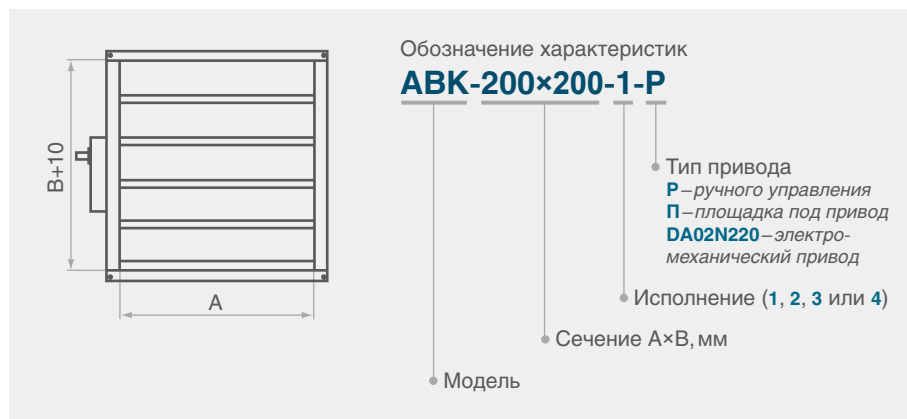 Обозначение характеристик
АВК-200×200-1-Р
B+10
A
Тип привода
Р–ручного управления
П–площадка под привод
DA02N220–электро-
механический привод
Исполнение (1, 2, 3 или 4)
Сечение А×В, мм
Модель